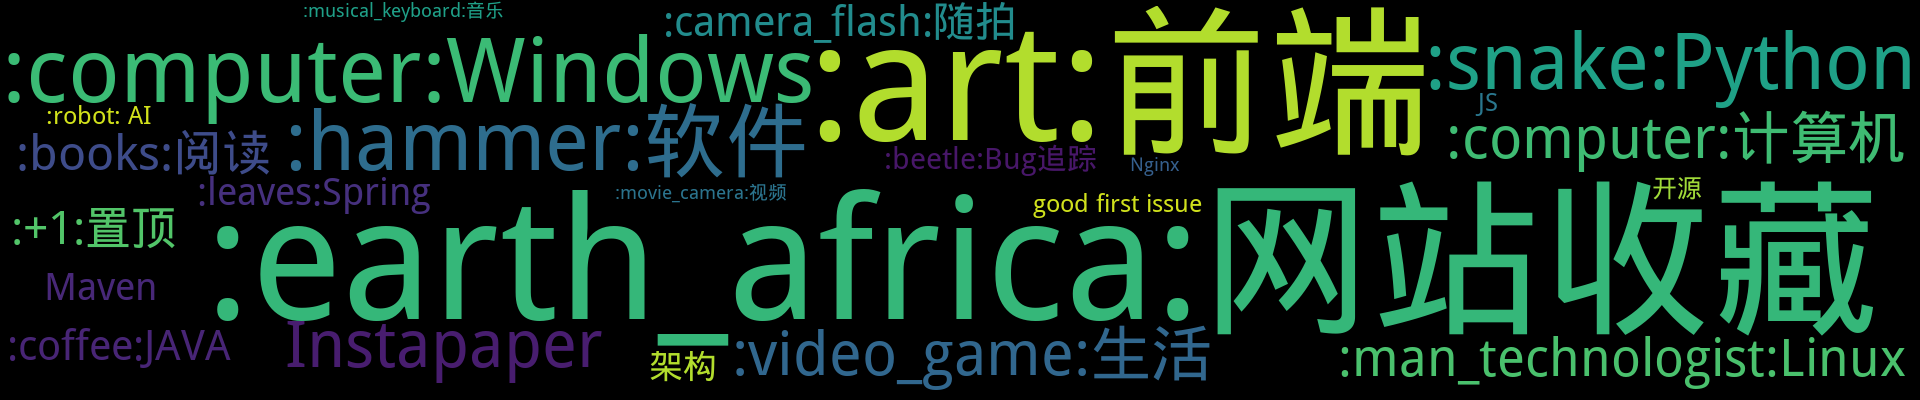 :musical_keyboard:音乐
:camera_flash:随拍
:computer:Windows
:art:前端
:snake:Python
:robot: AI
JS
:books:阅读
:hammer:软件
:computer:计算机
:beetle:Bug追踪
Nginx
:leaves:Spring
:movie_camera:视频
good first issue
开源
:+1:置顶
:earth_africa:网站收藏
Maven
:coffee:JAVA
Instapaper
架构
:video_game:生活
:man_technologist:Linux